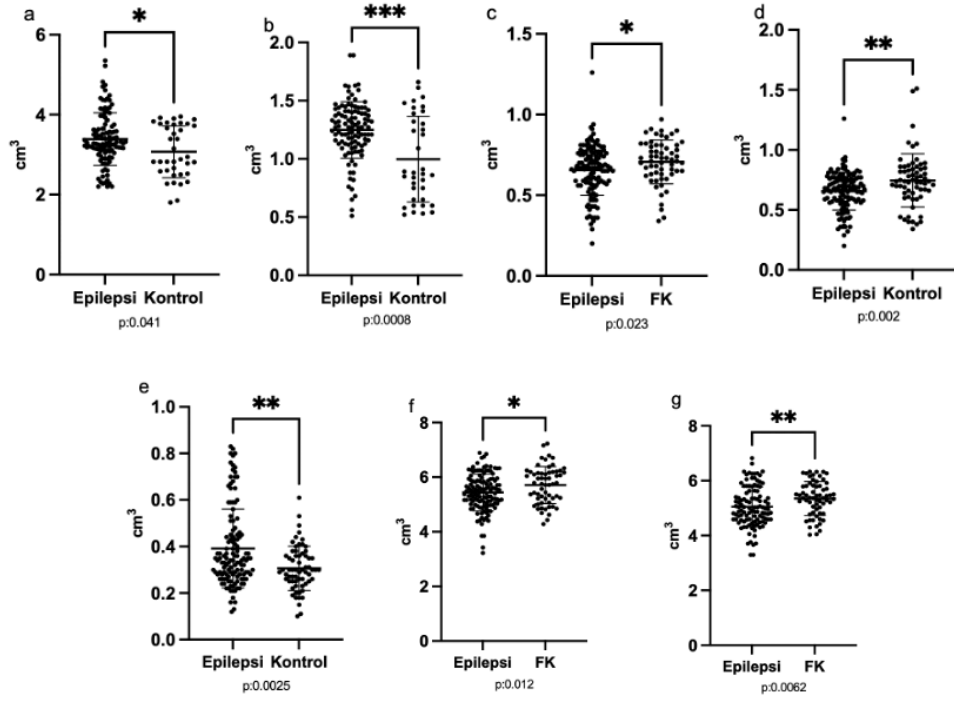 a
*
cm³
6
4
2
0
Epilepsi Kontrol
p:0.041
b
***
cm³
2.0
1.5
1.0
0.5
0.0
Epilepsi Kontrol
p:0.0008
c
*
cm³
1.5
1.0
0.5
0.0
Epilepsi FK
p:0.023
d
**
cm³
2.0
1.5
1.0
0.5
0.0
Epilepsi Kontrol
p:0.002
e
**
cm³
1.0
0.8
0.6
0.4
0.2
0.0
Epilepsi Kontrol
p:0.0025
f
*
cm³
8
6
4
2
0
Epilepsi FK
p:0.012
g
**
cm³
8
6
4
2
0
Epilepsi FK
p:0.0062